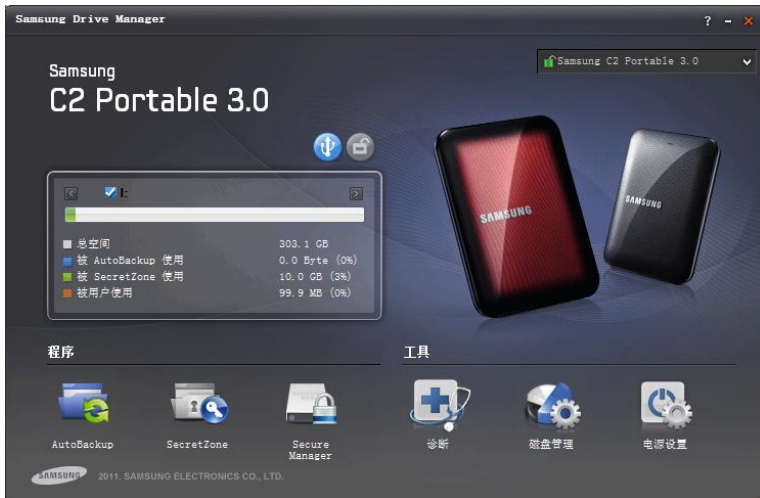 Samsung Drive Manager
? - ×
Samsung C2 Portable 3.0
Samsung
C2 Portable 3.0
I:
总空间 303.1 GB
被 AutoBackup 使用 0.0 Byte (0%)
被 SecretZone 使用 10.0 GB (3%)
被用户使用 99.9 MB (0%)
SAMSUNG
SAMSUNG
程序
工具
AutoBackup
SecretZone
Secure
Manager
诊断
磁盘管理
电源设置
SAMSUNG 2011. SAMSUNG ELECTRONICS CO., LTD.